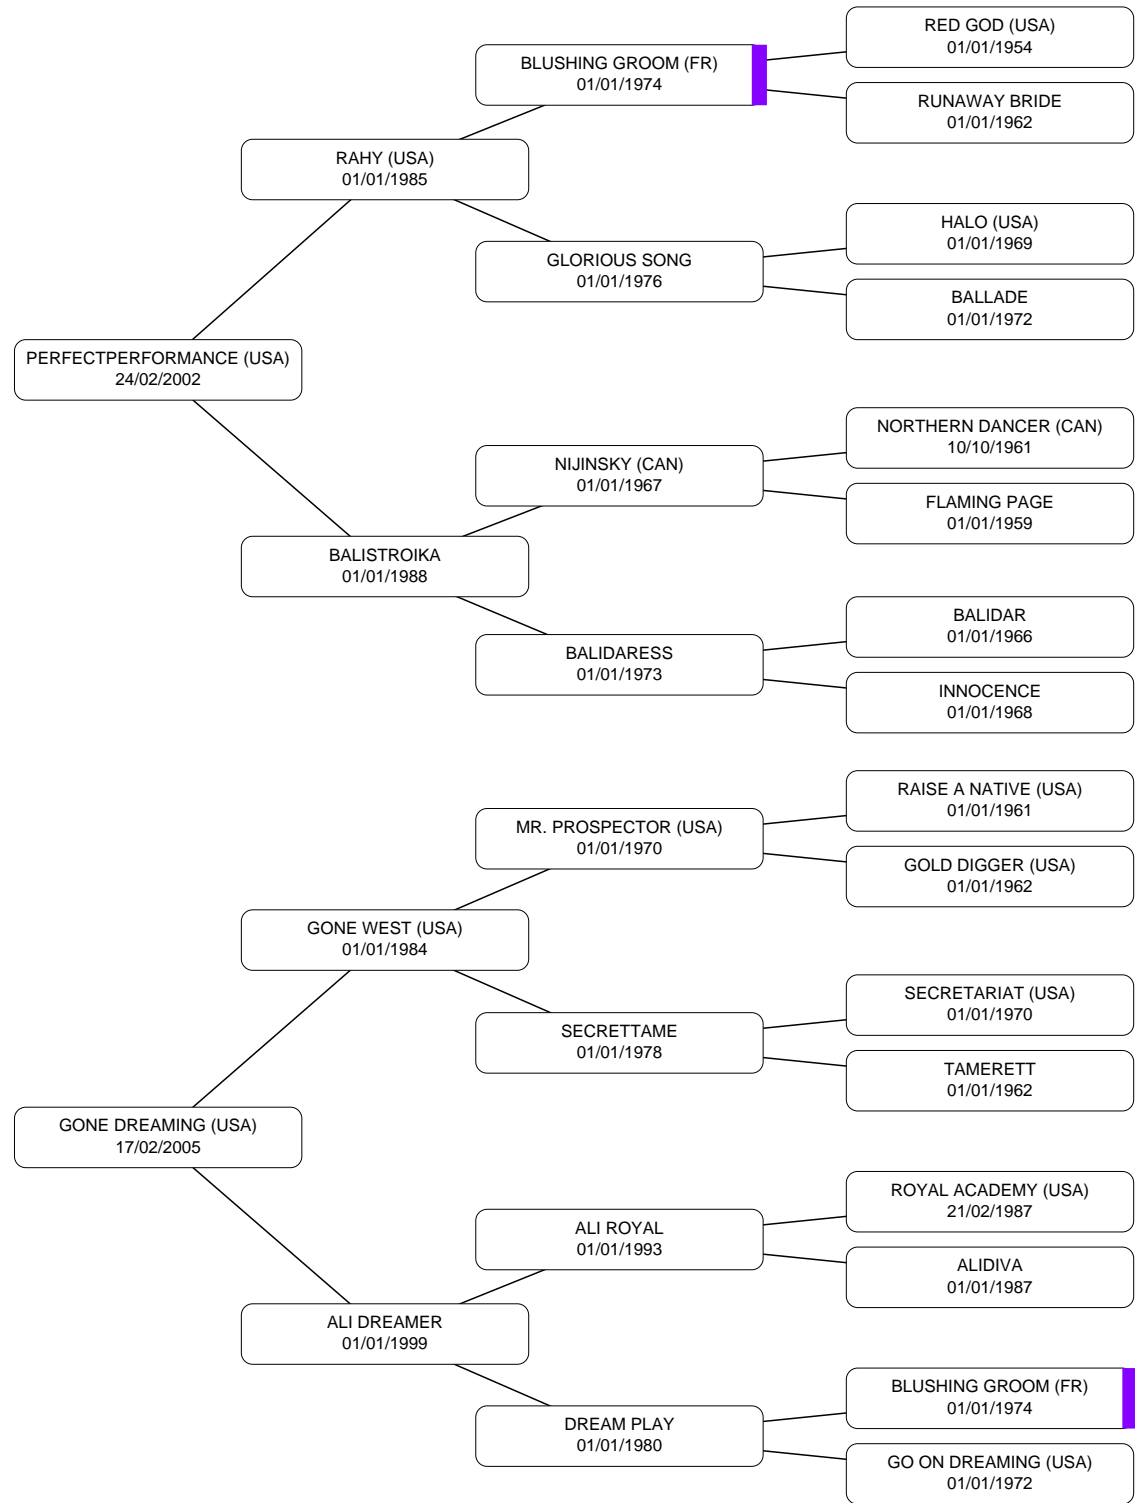 RED GOD (USA)
01/01/1954
BLUSHING GROOM (FR)
01/01/1974
RUNAWAY BRIDE
01/01/1962
RAHY (USA)
01/01/1985
HALO (USA)
01/01/1969
GLORIOUS SONG
01/01/1976
BALLADE
01/01/1972
PERFECTPERFORMANCE (USA)
24/02/2002
NORTHERN DANCER (CAN)
10/10/1961
NIJINSKY (CAN)
01/01/1967
FLAMING PAGE
01/01/1959
BALISTROIKA
01/01/1988
BALIDAR
01/01/1966
BALIDARESS
01/01/1973
INNOCENCE
01/01/1968
RAISE A NATIVE (USA)
01/01/1961
MR. PROSPECTOR (USA)
01/01/1970
GOLD DIGGER (USA)
01/01/1962
GONE WEST (USA)
01/01/1984
SECRETARIAT (USA)
01/01/1970
SECRETTAME
01/01/1978
TAMERETT
01/01/1962
GONE DREAMING (USA)
17/02/2005
ROYAL ACADEMY (USA)
21/02/1987
ALI ROYAL
01/01/1993
ALIDIVA
01/01/1987
ALI DREAMER
01/01/1999
BLUSHING GROOM (FR)
01/01/1974
DREAM PLAY
01/01/1980
GO ON DREAMING (USA)
01/01/1972